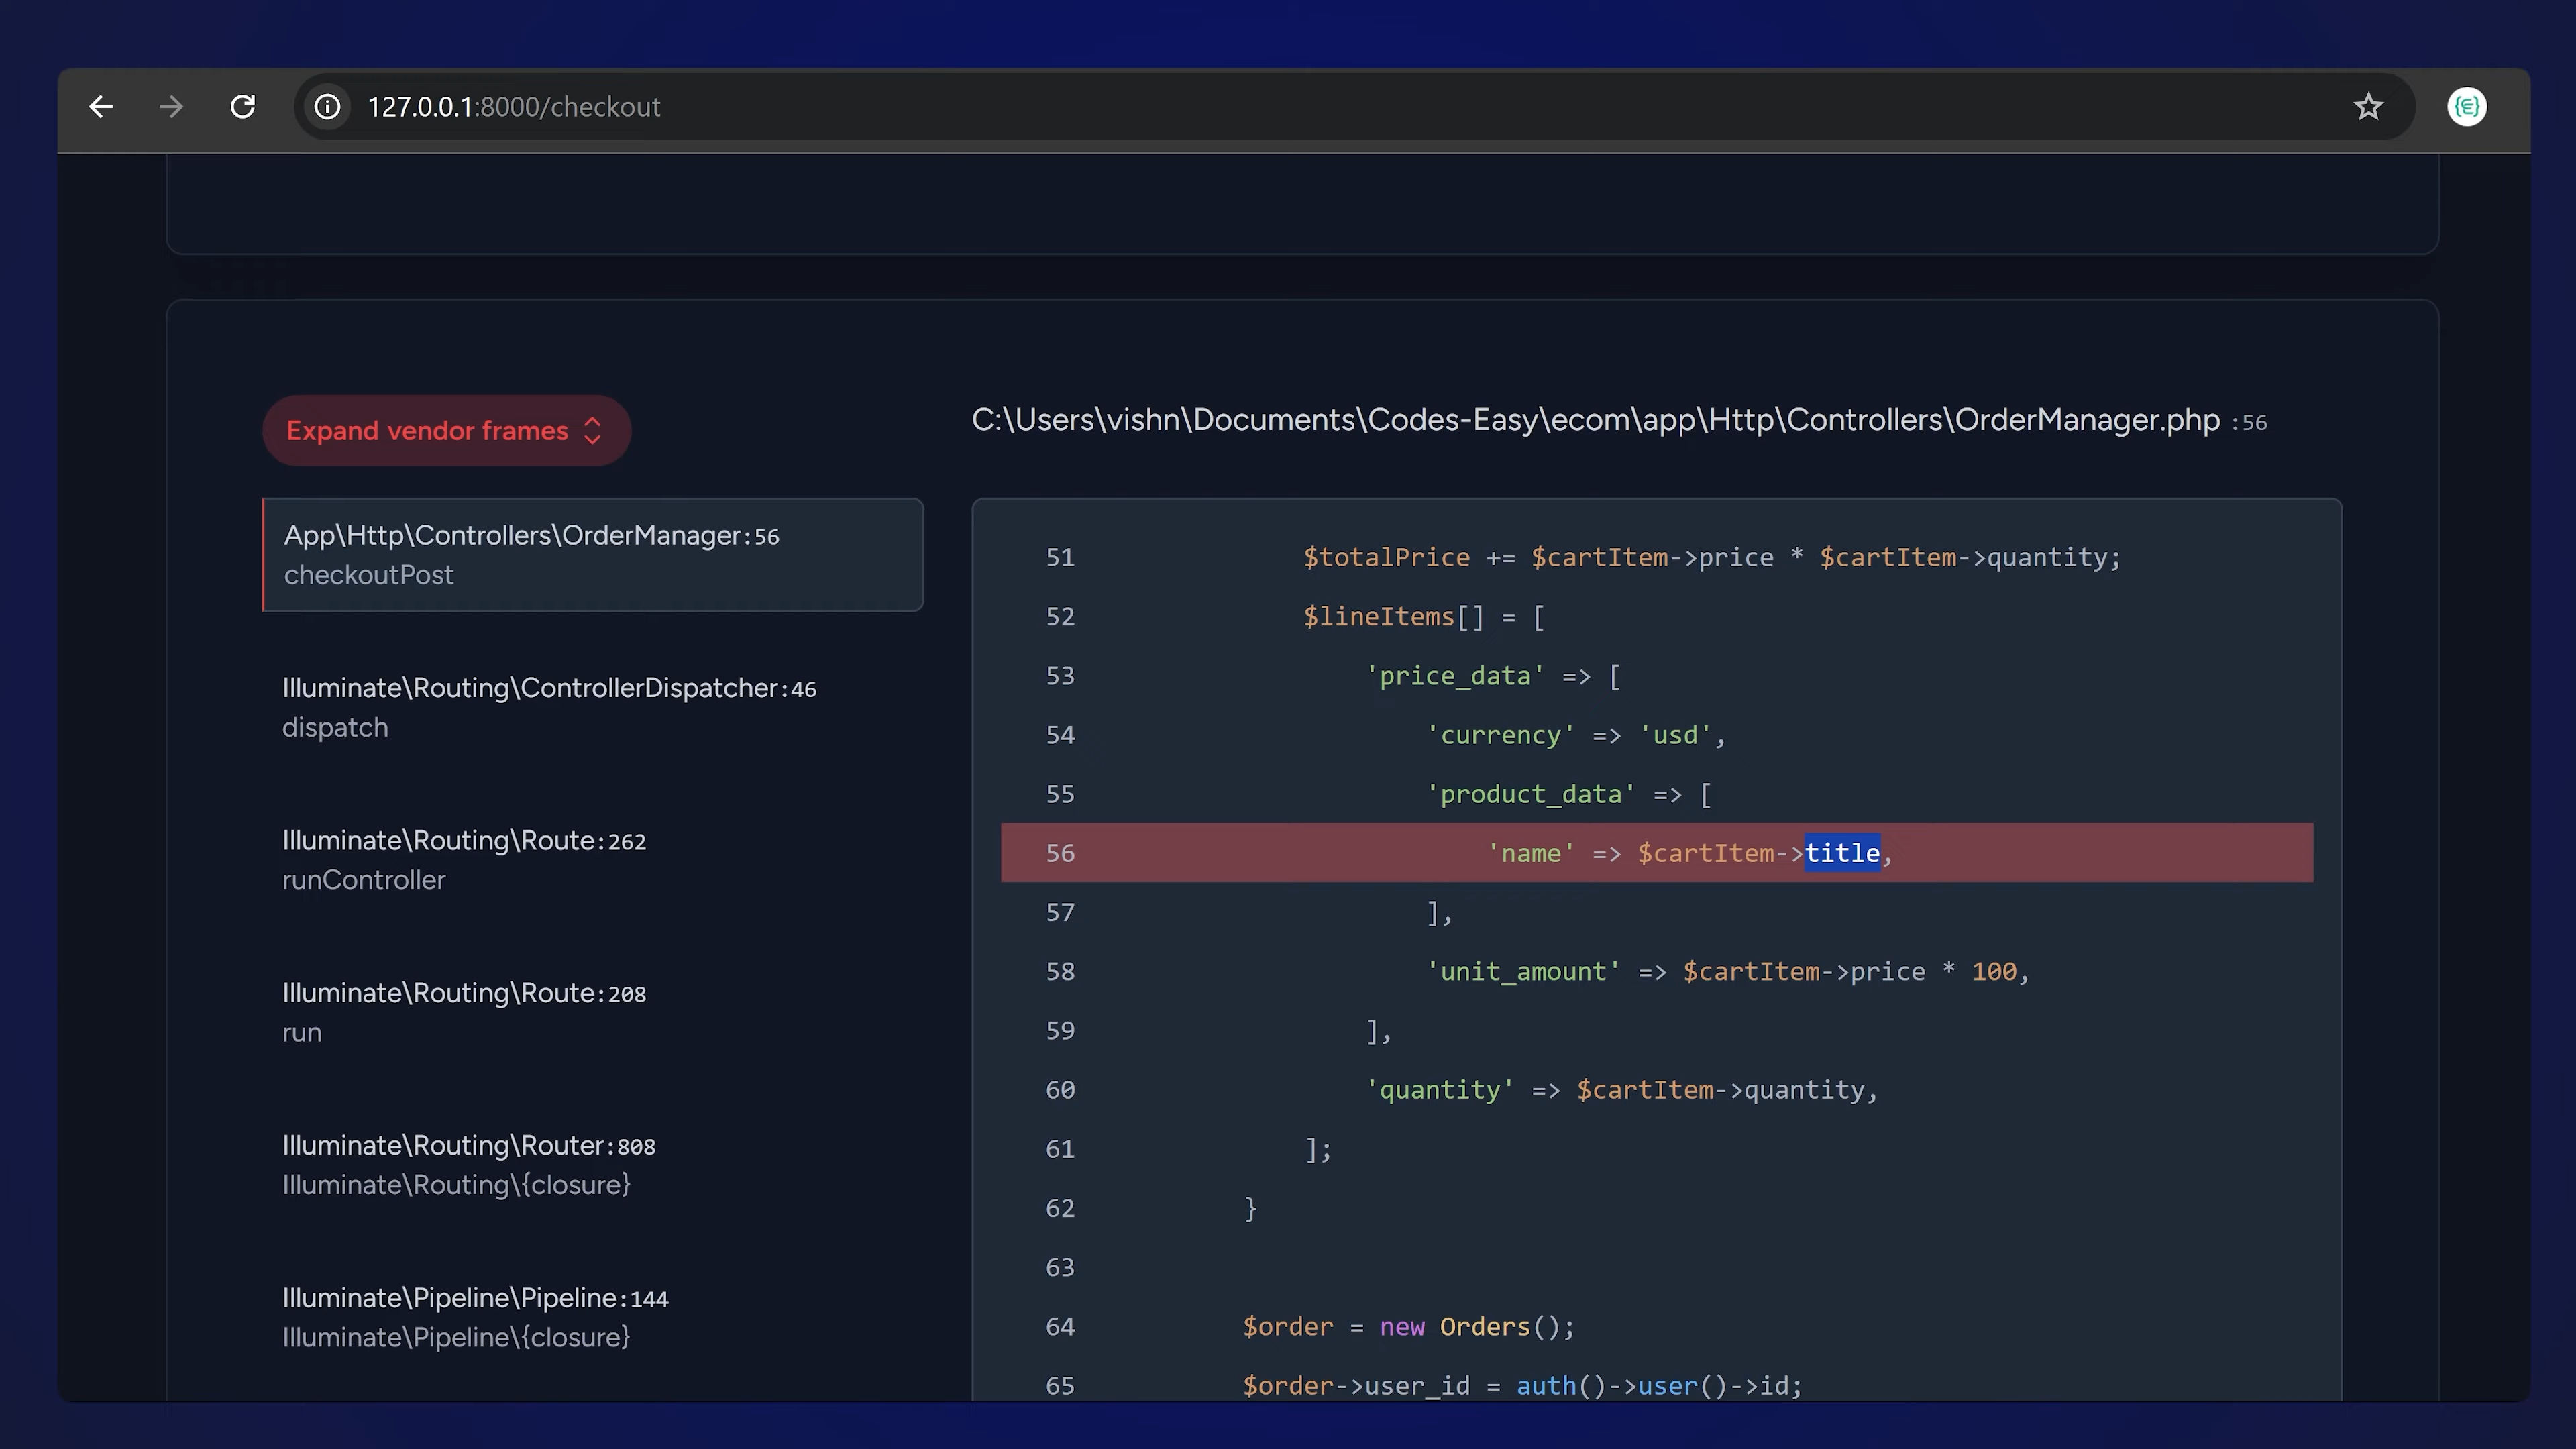 127.0.0.1:8000/checkout
Expand vendor frames
C:\Users\vishn\Documents\Codes-Easy\ecom\app\Http\Controllers\OrderManager.php :56
App\Http\Controllers\OrderManager:56
checkoutPost
Illuminate\Routing\ControllerDispatcher:46
dispatch
Illuminate\Routing\Route:262
runController
Illuminate\Routing\Route:208
run
Illuminate\Routing\Router:808
Illuminate\Routing\{closure}
Illuminate\Pipeline\Pipeline:144
Illuminate\Pipeline\{closure}
51 $totalPrice += $cartItem->price * $cartItem->quantity;
52 $lineItems[] = [
53 'price_data' => [
54 'currency' => 'usd',
55 'product_data' => [
56 'name' => $cartItem->title,
57 ],
58 'unit_amount' => $cartItem->price * 100,
59 ],
60 'quantity' => $cartItem->quantity,
61 ];
62 }
63
64 $order = new Orders();
65 $order->user_id = auth()->user()->id;